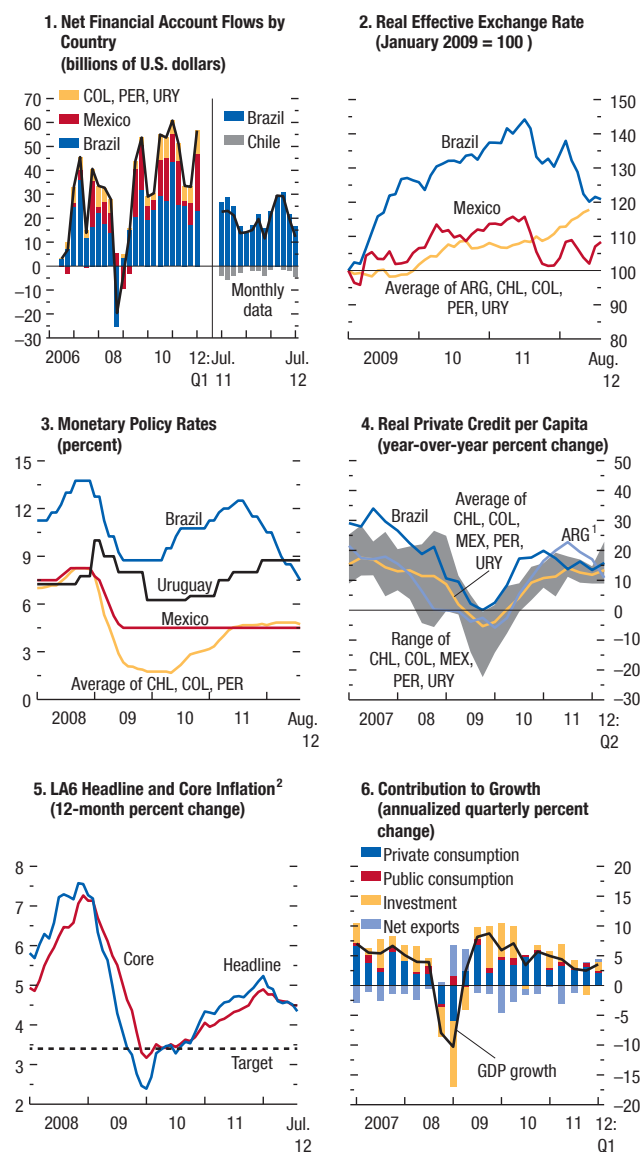 1. Net Financial Account Flows by
Country
(billions of U.S. dollars)
COL, PER, URY
Mexico
Brazil
Brazil
Chile
70
60
50
40
30
20
10
0
–10
–20
–30
Monthly
data
2006
08
10
12:
Q1
Jul.
11
Jul.
12
2. Real Effective Exchange Rate
(January 2009 = 100 )
Brazil
Mexico
Average of ARG, CHL, COL,
PER, URY
150
140
130
120
110
100
90
80
2009
10
11
Aug.
12
3. Monetary Policy Rates
(percent)
15
12
9
6
3
0
Brazil
Uruguay
Mexico
Average of CHL, COL, PER
2008
09
10
11
Aug.
12
4. Real Private Credit per Capita
(year-over-year percent change)
Brazil
Average of
CHL, COL,
MEX, PER,
URY
ARG1
Range of
CHL, COL, MEX,
PER, URY
50
40
30
20
10
0
–10
–20
–30
2007
08
09
10
11
12:
Q2
5. LA6 Headline and Core Inflation2
(12-month percent change)
8
7
6
5
4
3
2
Core
Headline
Target
2008
09
10
11
Jul.
12
6. Contribution to Growth
(annualized quarterly percent
change)
Private consumption
Public consumption
Investment
Net exports
GDP growth
20
15
10
5
0
–5
–10
–15
–20
2007
08
09
10
11
12:
Q1